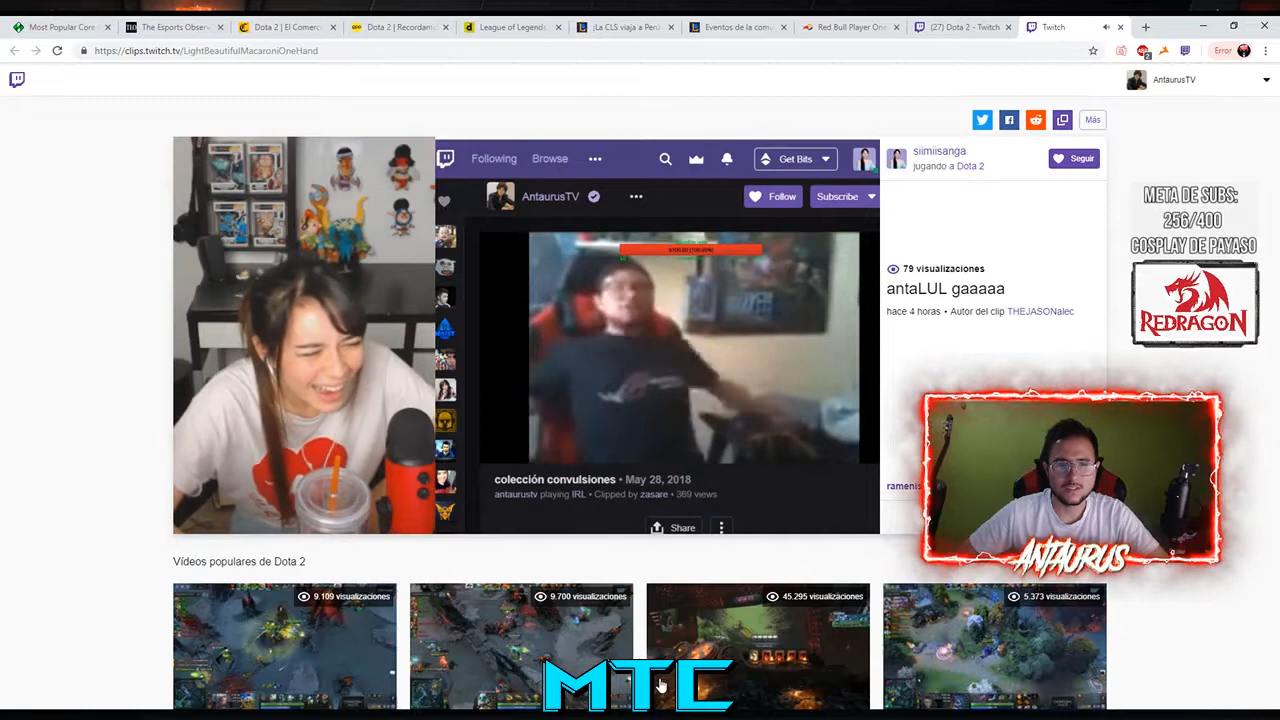 Most Popular Core
The Esports Observ
Dota 2 | El Comerc
Dota 2 | Recordam
League of Legends
¡La CLS viaja a Perú
Eventos de la comu
Red Bull Player One
(27) Dota 2 - Twitch
Twitch
https://clips.twitch.tv/LightBeautifulMacaroniOneHand
Error
AntaurusTV
Más
Following
Browse
Get Bits
siimiisanga
jugando a Dota 2
Seguir
AntaurusTV
Follow
Subscribe
META DE SUBS:
256/400
COSPLAY DE PAYASO
REDRAGON
79 visualizaciones
antaLUL gaaaaa
hace 4 horas • Autor del clip THEJASONalec
colección convulsiones • May 28, 2018
antaurustv playing IRL • Clipped by zasare • 369 views
Share
ramenis
ANTAURUS
Vídeos populares de Dota 2
9.109 visualizaciones
9.700 visualizaciones
45.295 visualizaciones
5.373 visualizaciones
MTC